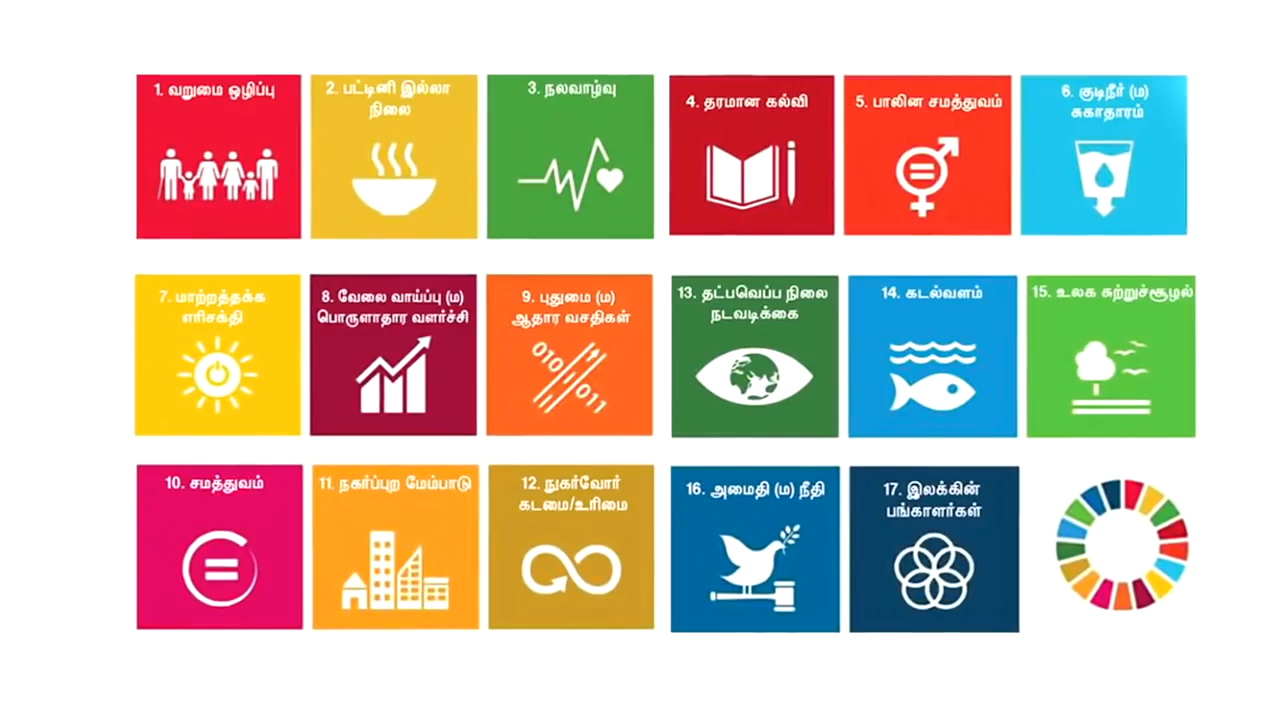 1. வறுமை ஒழிப்பு
2. பட்டினி இல்லா
நிலை
3. நலவாழ்வு
4. தரமான கல்வி
5. பாலின சமத்துவம்
6. குடிநீர் (ம)
சுகாதாரம்
7. மாற்றத்தக்க
எரிசக்தி
8. வேலை வாய்ப்பு (ம)
பொருளாதார வளர்ச்சி
9. புதுமை (ம)
ஆதார வசதிகள்
010
011
13. தட்பவெப்ப நிலை
நடவடிக்கை
14. கடல்வளம்
15. உலக சுற்றுச்சூழல்
10. சமத்துவம்
11. நகர்ப்புற மேம்பாடு
12. நுகர்வோர்
கடமை/உரிமை
16. அமைதி (ம) நீதி
17. இலக்கின்
பங்காளர்கள்